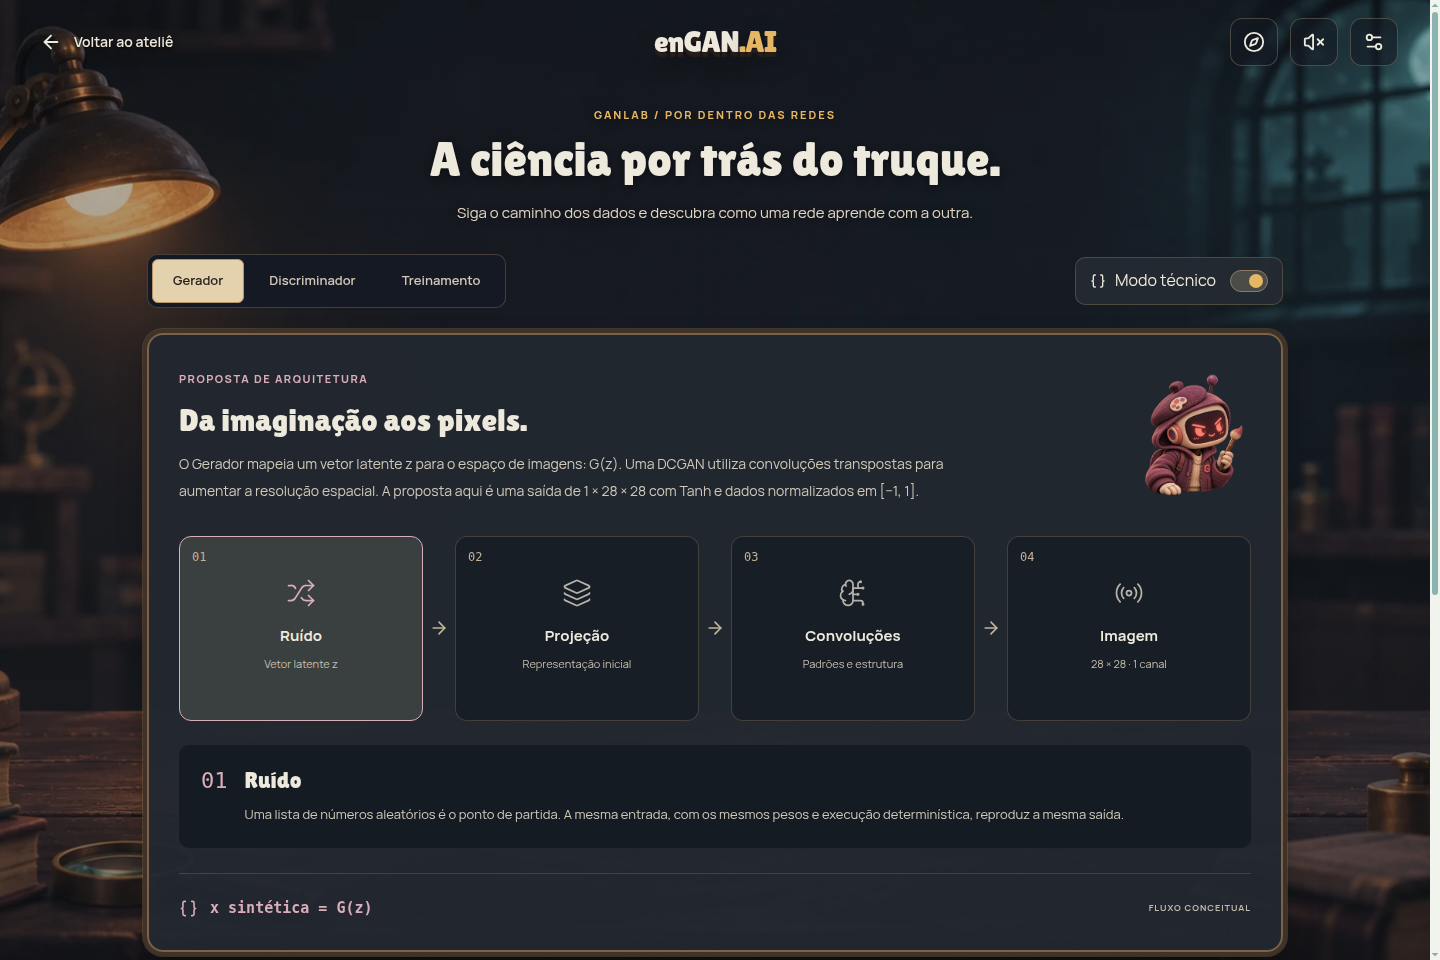 Voltar ao ateliê
enGAN.AI
GANLAB / POR DENTRO DAS REDES
A ciência por trás do truque.
Siga o caminho dos dados e descubra como uma rede aprende com a outra.
Gerador
Discriminador
Treinamento
{ } Modo técnico
PROPOSTA DE ARQUITETURA
Da imaginação aos pixels.
O Gerador mapeia um vetor latente z para o espaço de imagens: G(z). Uma DCGAN utiliza convoluções transpostas para
aumentar a resolução espacial. A proposta aqui é uma saída de 1 × 28 × 28 com Tanh e dados normalizados em [−1, 1].
01
Ruído
Vetor latente z
02
Projeção
Representação inicial
03
Convoluções
Padrões e estrutura
04
Imagem
28 × 28 · 1 canal
01 Ruído
Uma lista de números aleatórios é o ponto de partida. A mesma entrada, com os mesmos pesos e execução determinística, reproduz a mesma saída.
{ } x sintética = G(z)
FLUXO CONCEITUAL